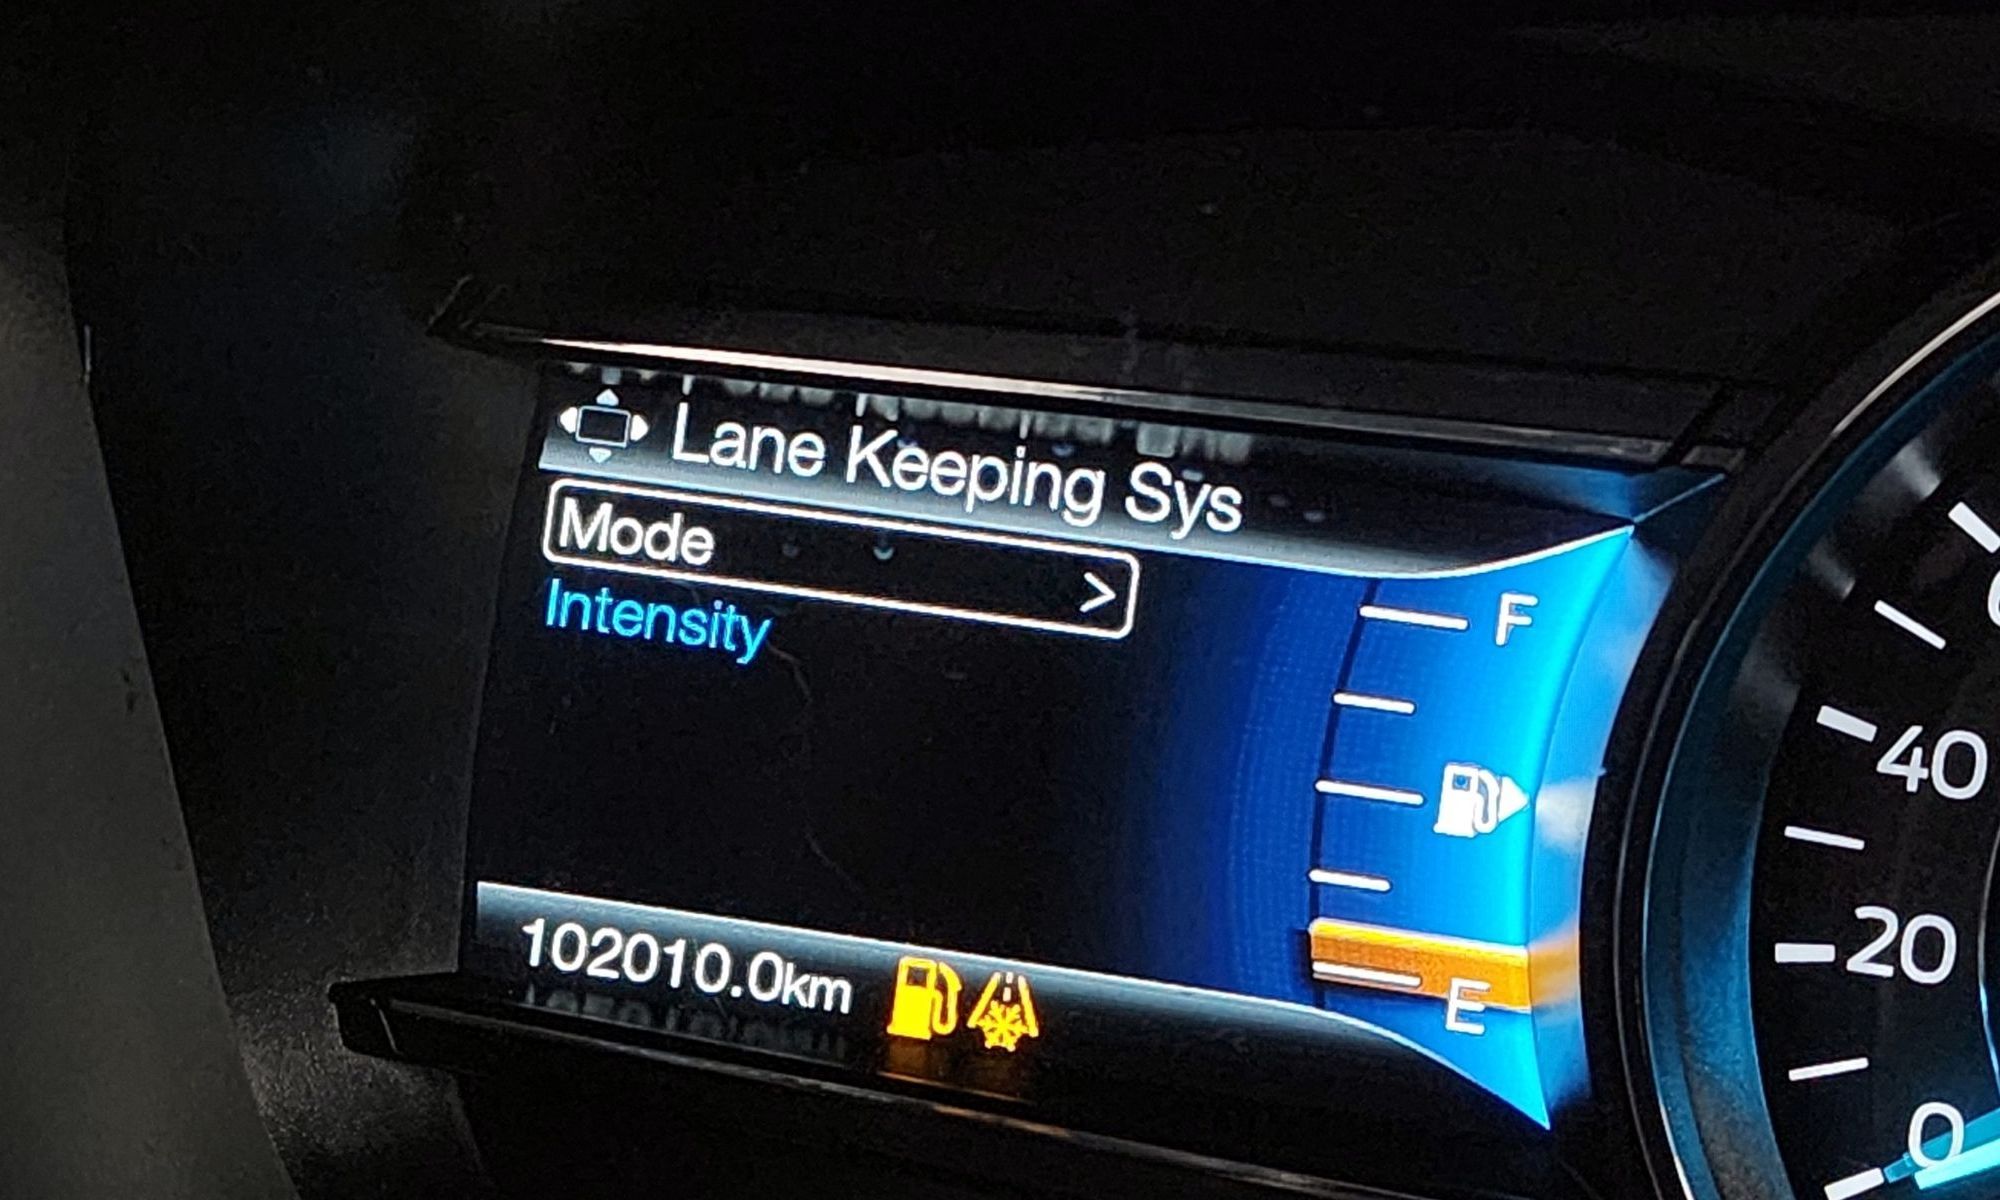 Lane Keeping Sys
Mode >
Intensity
F
E
102010.0km
40
20
0